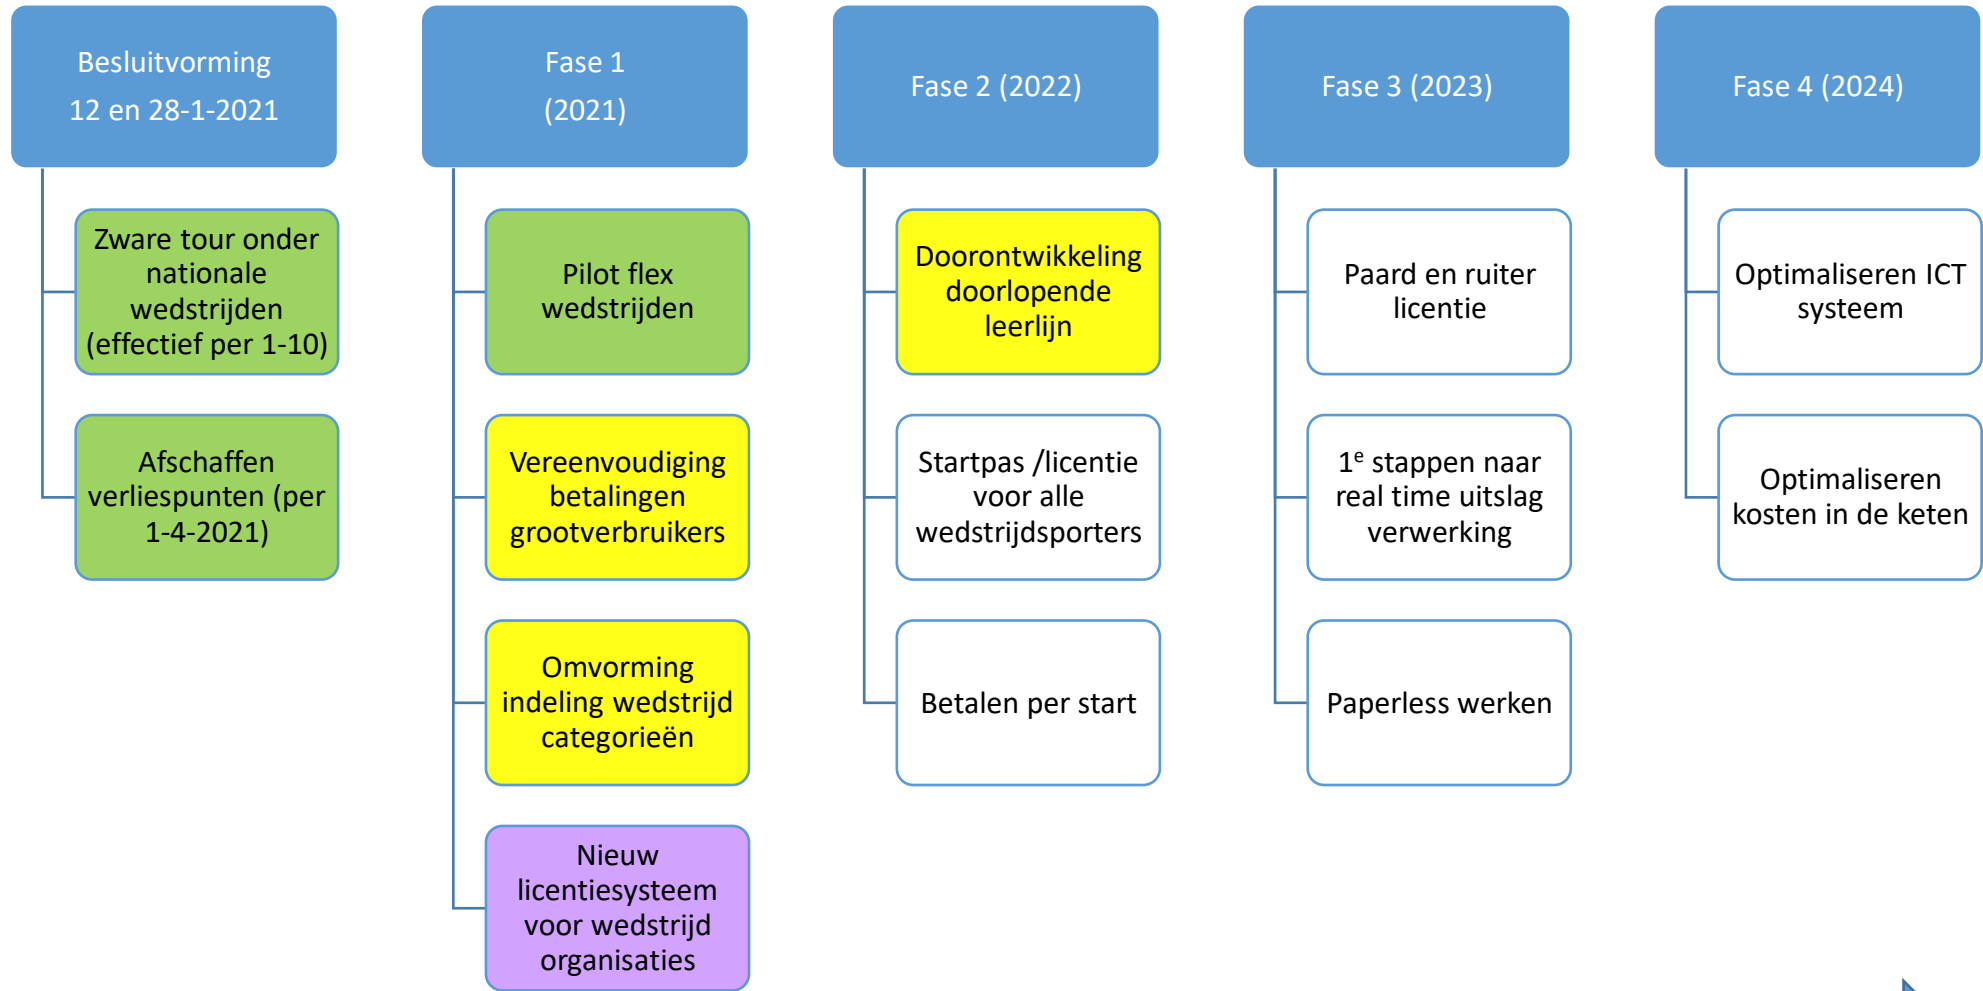 Besluitvorming
12 en 28-1-2021
Zware tour onder
nationale
wedstrijden
(effectief per 1-10)
Afschaffen
verliespunten (per
1-4-2021)
Fase 1
(2021)
Pilot flex
wedstrijden
Vereenvoudiging
betalingen
grootverbruikers
Omvorming
indeling wedstrijd
categorieën
Nieuw
licentiesysteem
voor wedstrijd
organisaties
Fase 2 (2022)
Doorontwikkeling
doorlopende
leerlijn
Startpas /licentie
voor alle
wedstrijdsporters
Betalen per start
Fase 3 (2023)
Paard en ruiter
licentie
1e stappen naar
real time uitslag
verwerking
Paperless werken
Fase 4 (2024)
Optimaliseren ICT
systeem
Optimaliseren
kosten in de keten